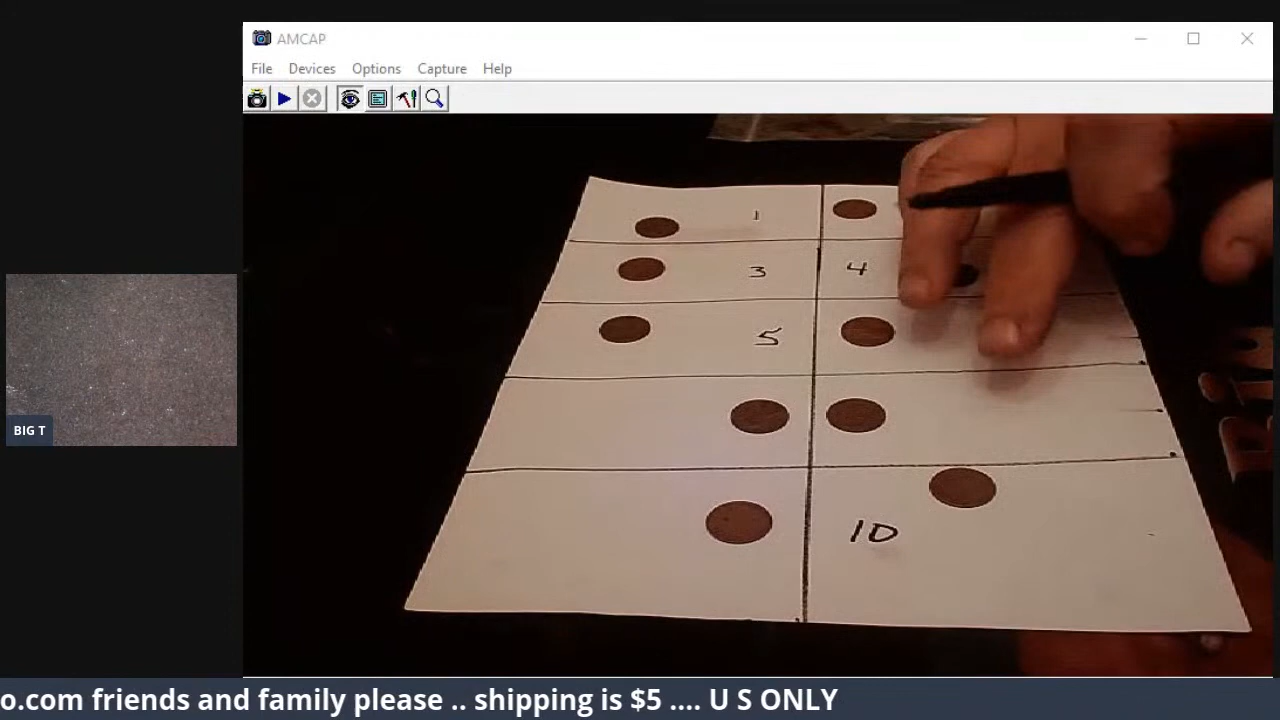 AMCAP
File Devices Options Capture Help
1
3 4
5
10
BIG T
o.com friends and family please .. shipping is $5 .... U S ONLY